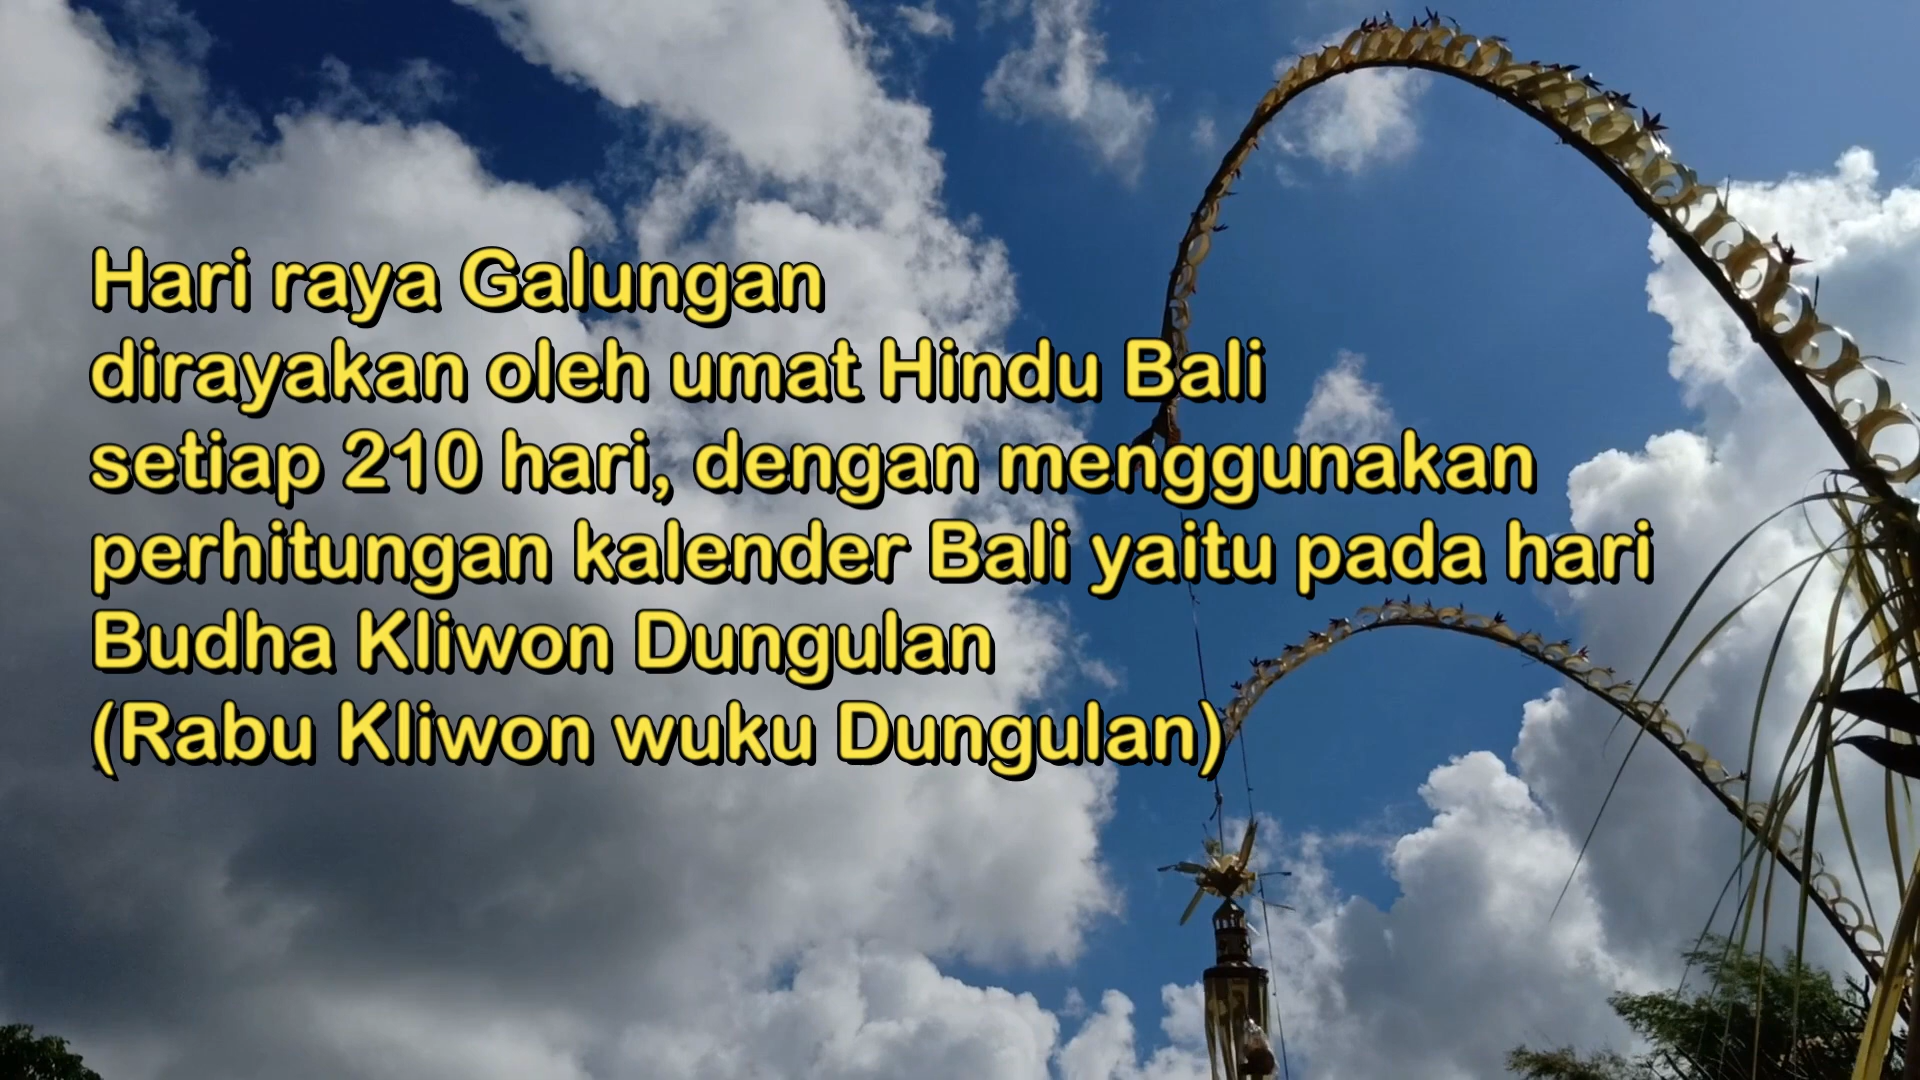 Hari raya Galungan
dirayakan oleh umat Hindu Bali
setiap 210 hari, dengan menggunakan
perhitungan kalender Bali yaitu pada hari
Budha Kliwon Dungulan
(Rabu Kliwon wuku Dungulan)